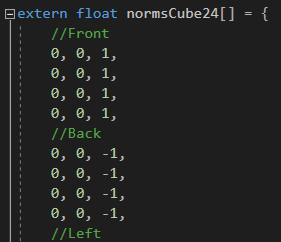 extern float normsCube24[] = {
//Front
0, 0, 1,
0, 0, 1,
0, 0, 1,
0, 0, 1,
//Back
0, 0, -1,
0, 0, -1,
0, 0, -1,
0, 0, -1,
//Left